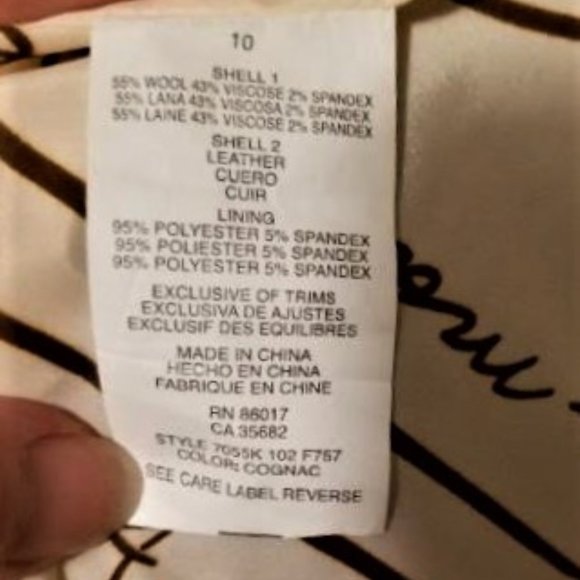 10
SHELL 1
55% WOOL 43% VISCOSE 2% SPANDEX
55% LANA 43% VISCOSA 2% SPANDEX
55% LAINE 43% VISCOSE 2% SPANDEX
SHELL 2
LEATHER
CUERO
CUIR
LINING
95% POLYESTER 5% SPANDEX
95% POLIESTER 5% SPANDEX
95% POLYESTER 5% SPANDEX
EXCLUSIVE OF TRIMS
EXCLUSIVA DE AJUSTES
EXCLUSIF DES EQUILIBRES
MADE IN CHINA
HECHO EN CHINA
FABRIQUE EN CHINE
RN 86017
CA 35682
STYLE 7055K 102 F767
COLOR: COGNAC
SEE CARE LABEL REVERSE